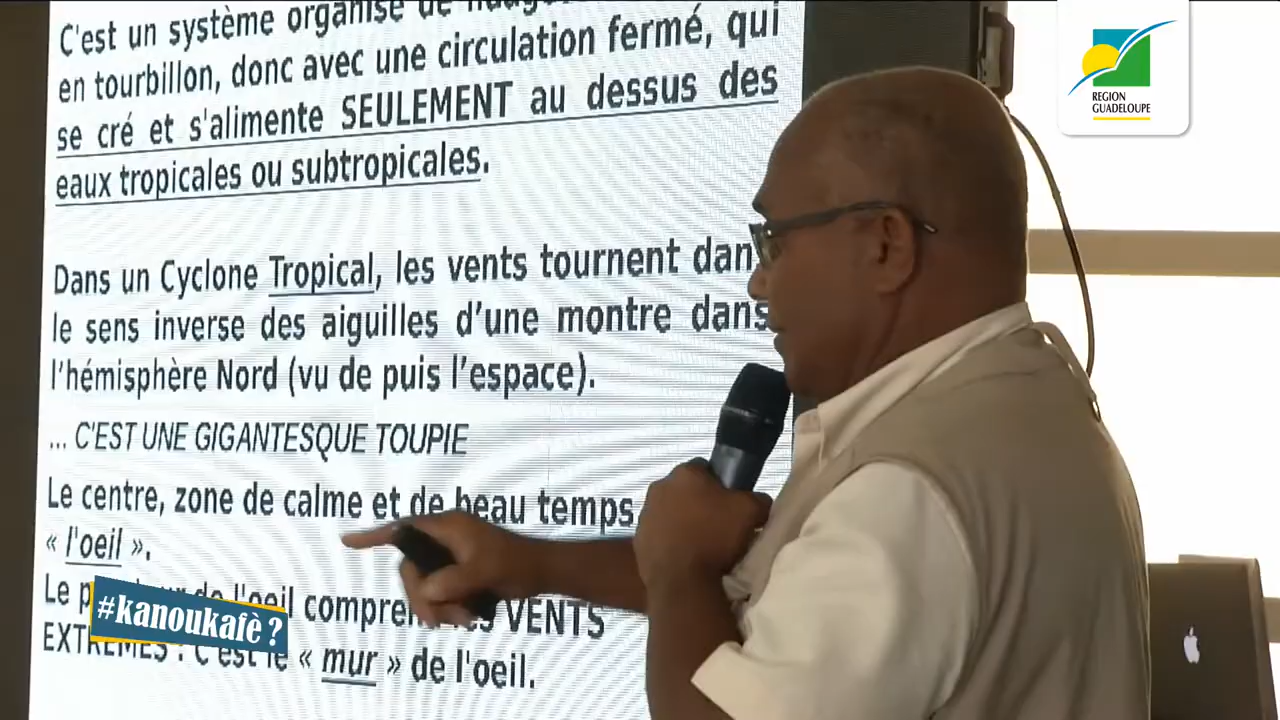 C'est un système organisé de
en tourbillon, donc avec une circulation fermé, qui
se cré et s'alimente SEULEMENT au dessus des
eaux tropicales ou subtropicales.
Dans un Cyclone Tropical, les vents tournent dan
le sens inverse des aiguilles d'une montre dans
l'hémisphère Nord (vu de puis l'espace).
... C'EST UNE GIGANTESQUE TOUPIE
Le centre, zone de calme et de beau temps,
« l'oeil ».
Le de l'oeil VENTS
EXTREMES : C'est le « mur » de l'oeil.
#kanoukafè ?
REGION
GUADELOUPE